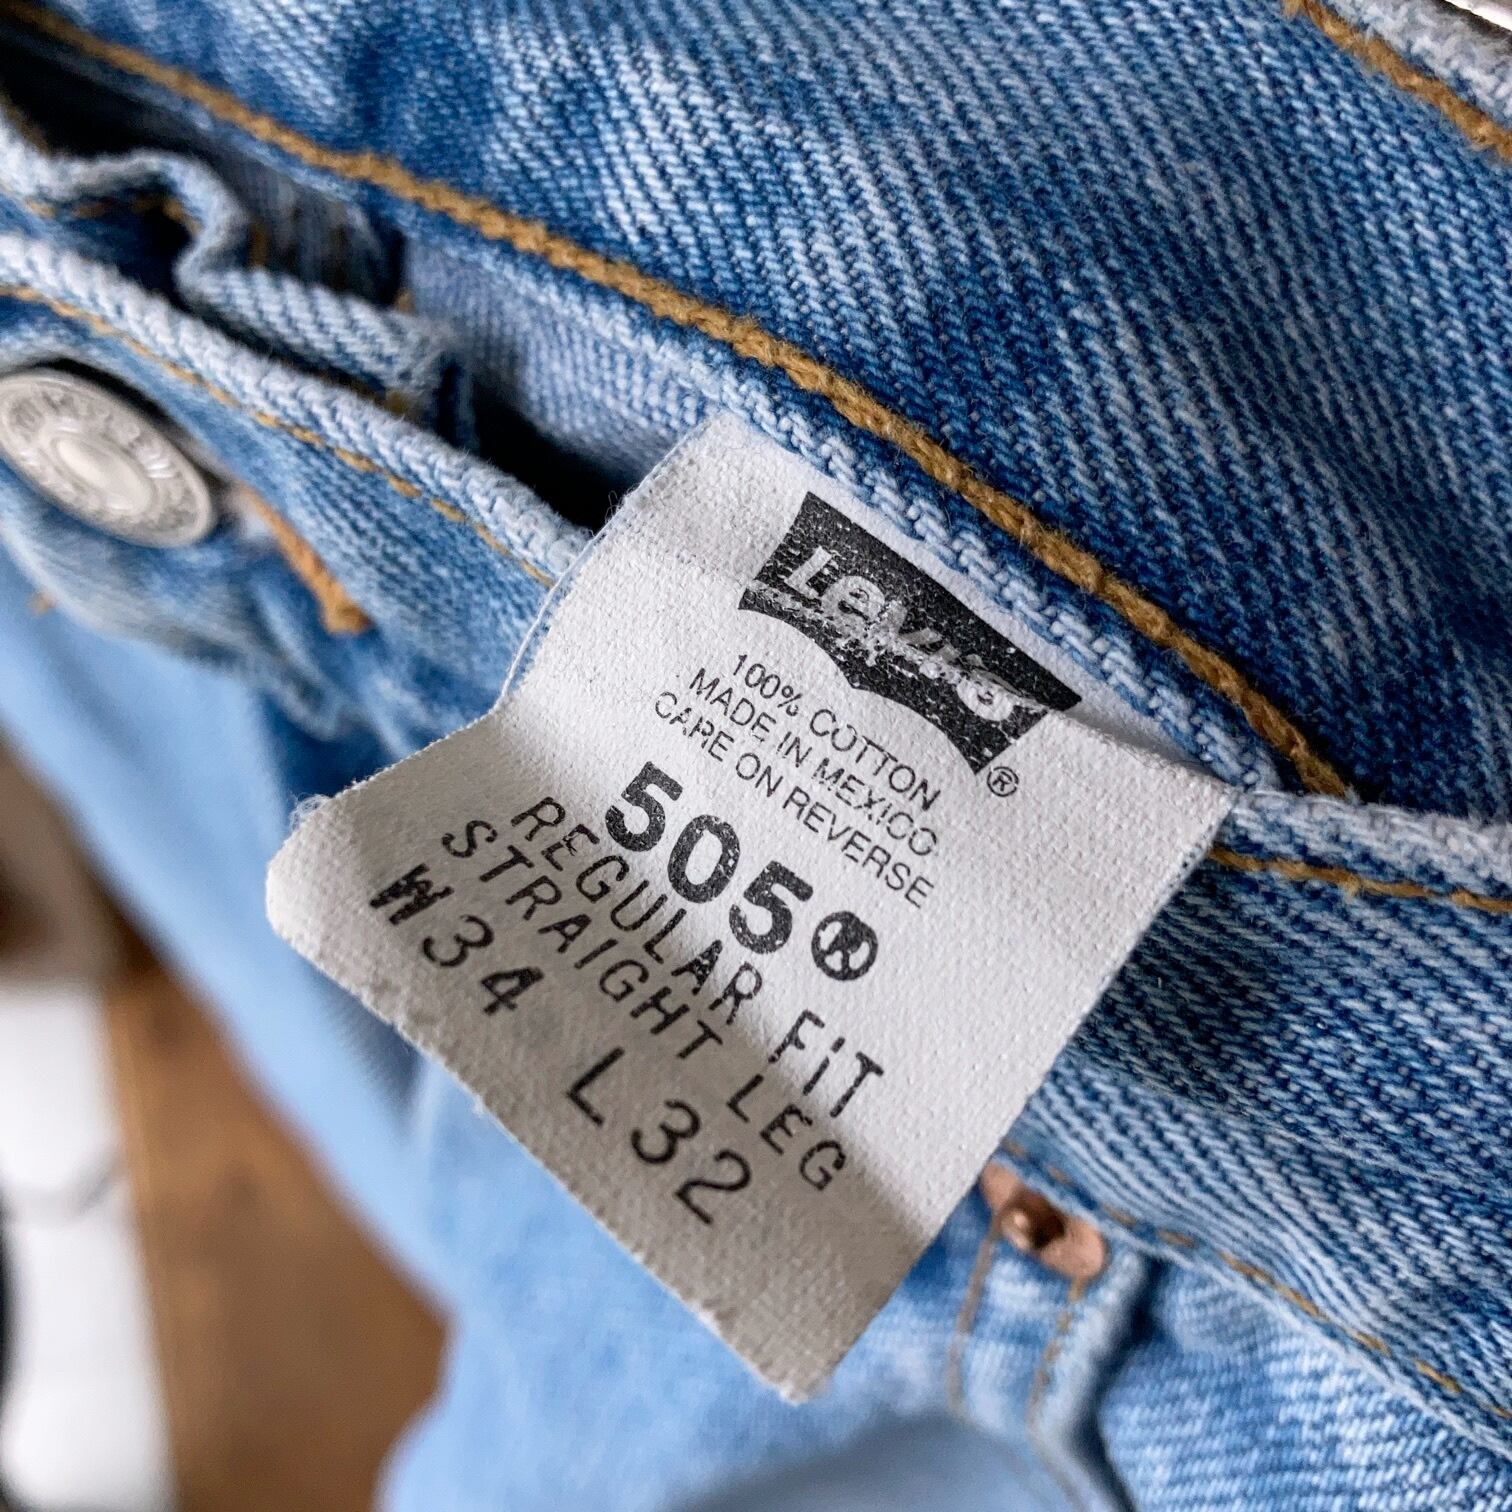 Levi's
®
100% COTTON
MADE IN MEXICO
CARE ON REVERSE
505®
REGULAR FiT
STRAIGHT LEG
W34 L32